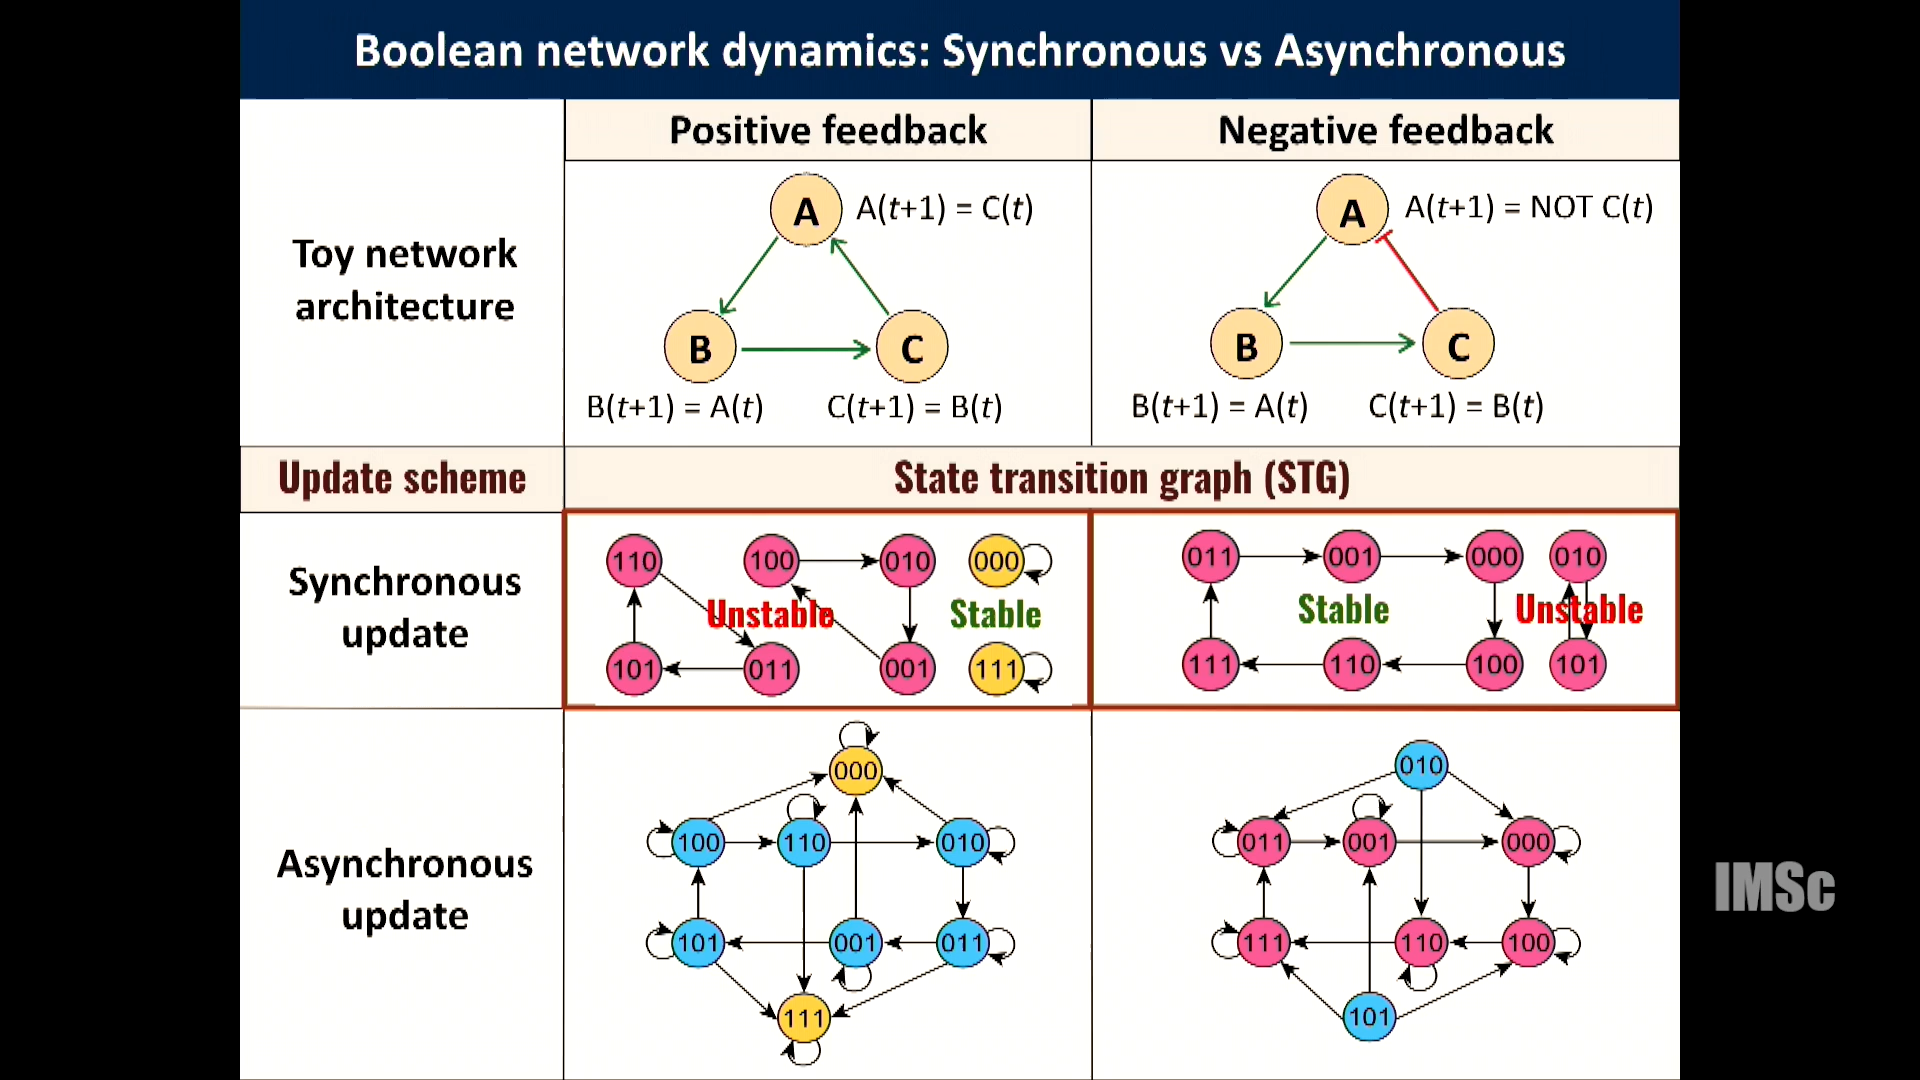 Boolean network dynamics: Synchronous vs Asynchronous
Positive feedback
Negative feedback
Toy network
architecture
A
A(t+1) = C(t)
B
C
B(t+1) = A(t)
C(t+1) = B(t)
A
A(t+1) = NOT C(t)
B
C
B(t+1) = A(t)
C(t+1) = B(t)
Update scheme
State transition graph (STG)
Synchronous
update
110
100
010
000
Unstable
Stable
101
011
001
111
011
001
000
010
Stable
Unstable
111
110
100
101
Asynchronous
update
000
100
110
010
101
001
011
111
010
011
001
000
111
110
100
101
IMSc